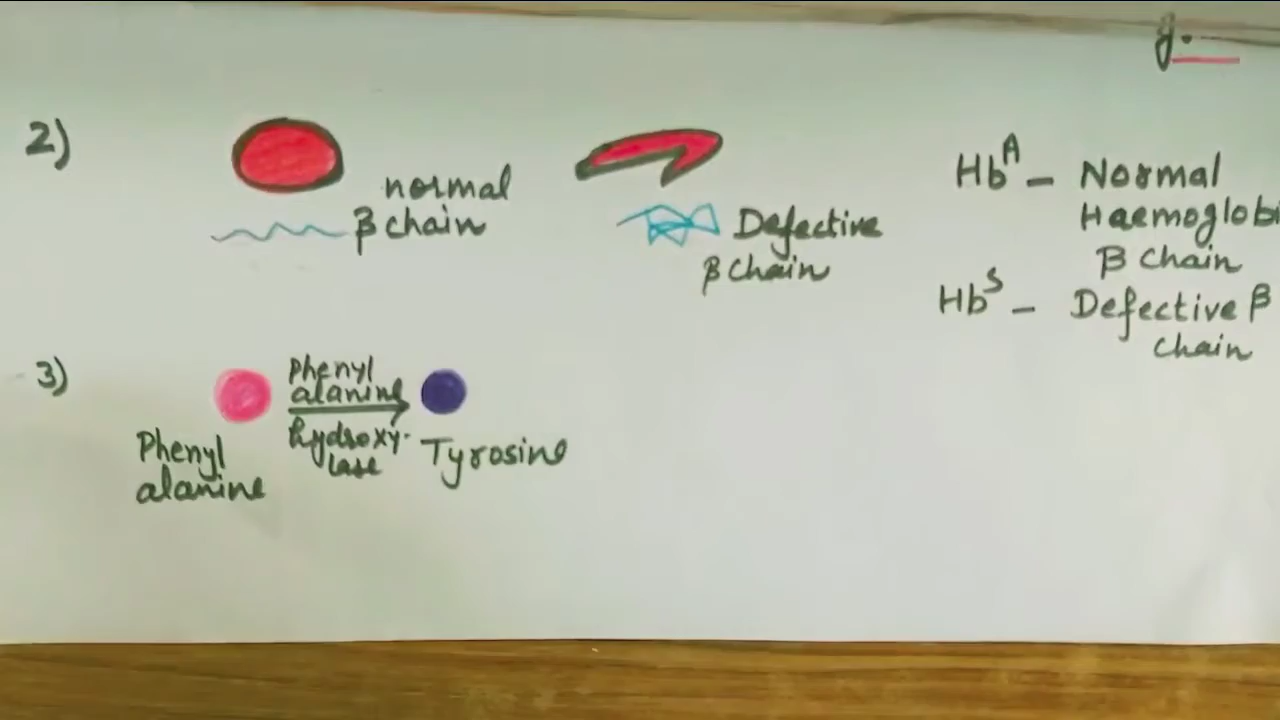 2)
normal
β chain
Defective
β chain
Hb^A - Normal
Haemoglobi
β chain
Hb^S - Defective β
chain
3)
Phenyl
alanine
hydroxy-
lase
Phenyl
alanine
Tyrosine